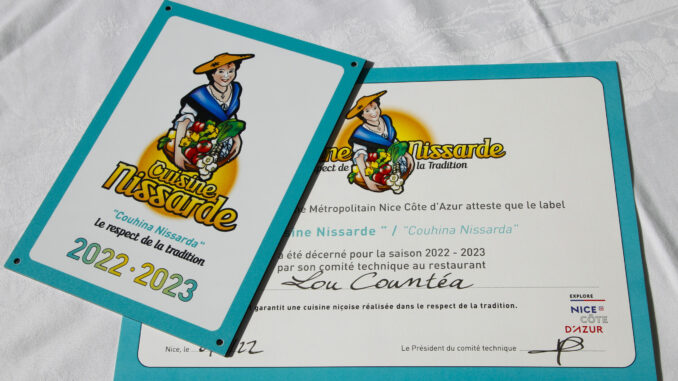 Cuisine
Nissarde
"Couhina Nissarda"
Le respect de la tradition
2022·2023
Nissarde
spect de la Tradition
Métropolitain Nice Côte d'Azur atteste que le label
sine Nissarde " / "Couhina Nissarda"
a été décerné pour la saison 2022 - 2023
par son comité technique au restaurant
Lou Countéa
garantit une cuisine niçoise réalisée dans le respect de la tradition.
EXPLORE
NICE
CÔTE
D'AZUR
Nice, le
22
Le Président du comité technique